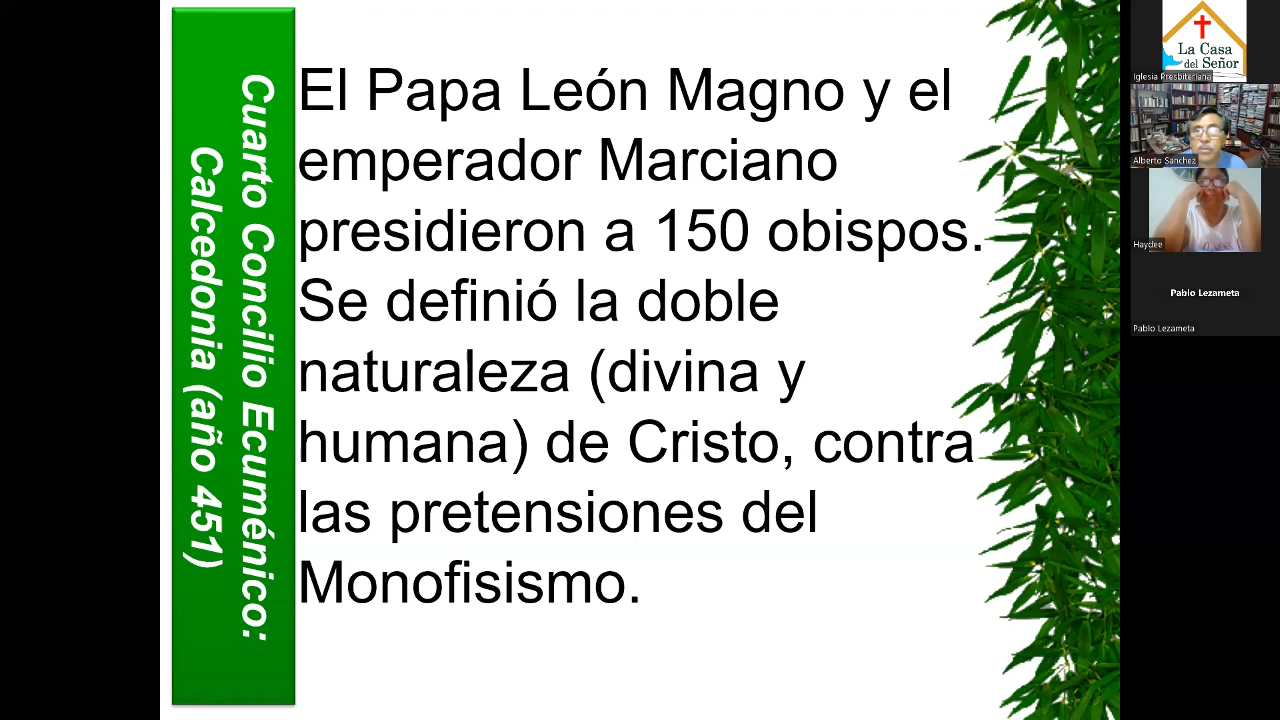 Cuarto Concilio Ecuménico:
Calcedonia (año 451)
El Papa León Magno y el
emperador Marciano
presidieron a 150 obispos.
Se definió la doble
naturaleza (divina y
humana) de Cristo, contra
las pretensiones del
Monofisismo.
La Casa
del Señor
Iglesia Presbiteriana
Alberto Sanchez
Haydee
Pablo Lezameta
Pablo Lezameta